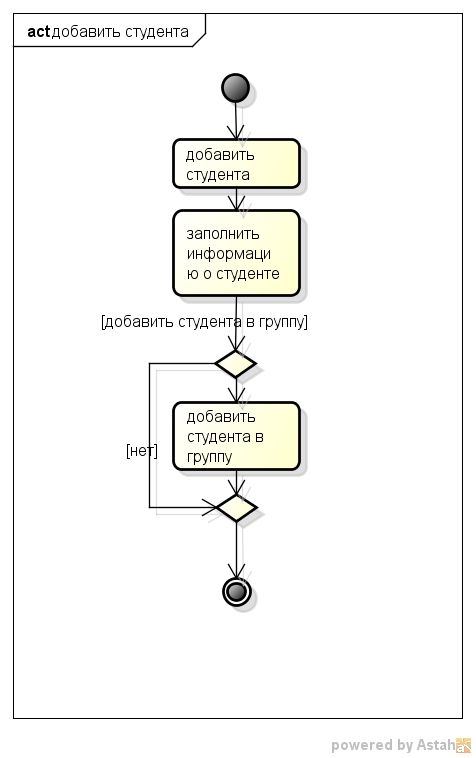 act добавить студента
добавить
студента
заполнить
информаци
ю о студенте
[добавить студента в группу]
добавить
студента в
группу
[нет]
powered by Astah